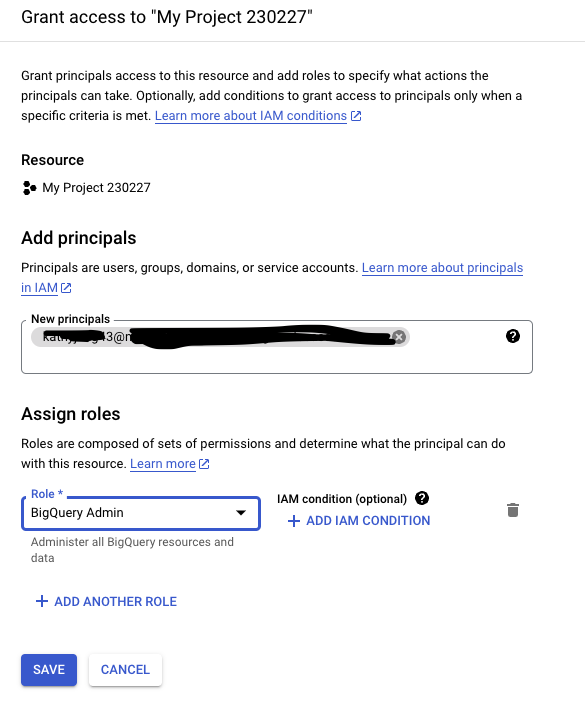 Grant access to "My Project 230227"
Grant principals access to this resource and add roles to specify what actions the
principals can take. Optionally, add conditions to grant access to principals only when a
specific criteria is met. Learn more about IAM conditions
Resource
My Project 230227
Add principals
Principals are users, groups, domains, or service accounts. Learn more about principals
in IAM
New principals
Assign roles
Roles are composed of sets of permissions and determine what the principal can do
with this resource. Learn more
Role *
IAM condition (optional)
BigQuery Admin
ADD IAM CONDITION
Administer all BigQuery resources and
data
ADD ANOTHER ROLE
SAVE
CANCEL